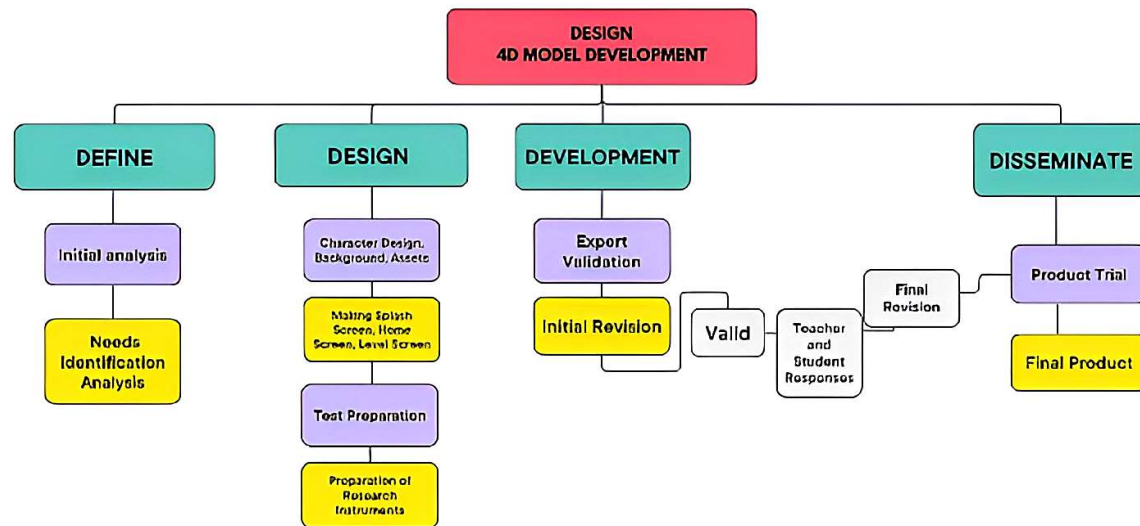 DESIGN
4D MODEL DEVELOPMENT
DEFINE
Initial analysis
Needs
Identification
Analysis
DESIGN
Character Design,
Background, Assets
Making Splash
Screen, Home
Screen, Level Screen
Test Preparation
Preparation of
Research
Instruments
DEVELOPMENT
Export
Validation
Initial Revision
Valid
Teacher
and
Student
Responses
Final
Revision
DISSEMINATE
Product Trial
Final Product